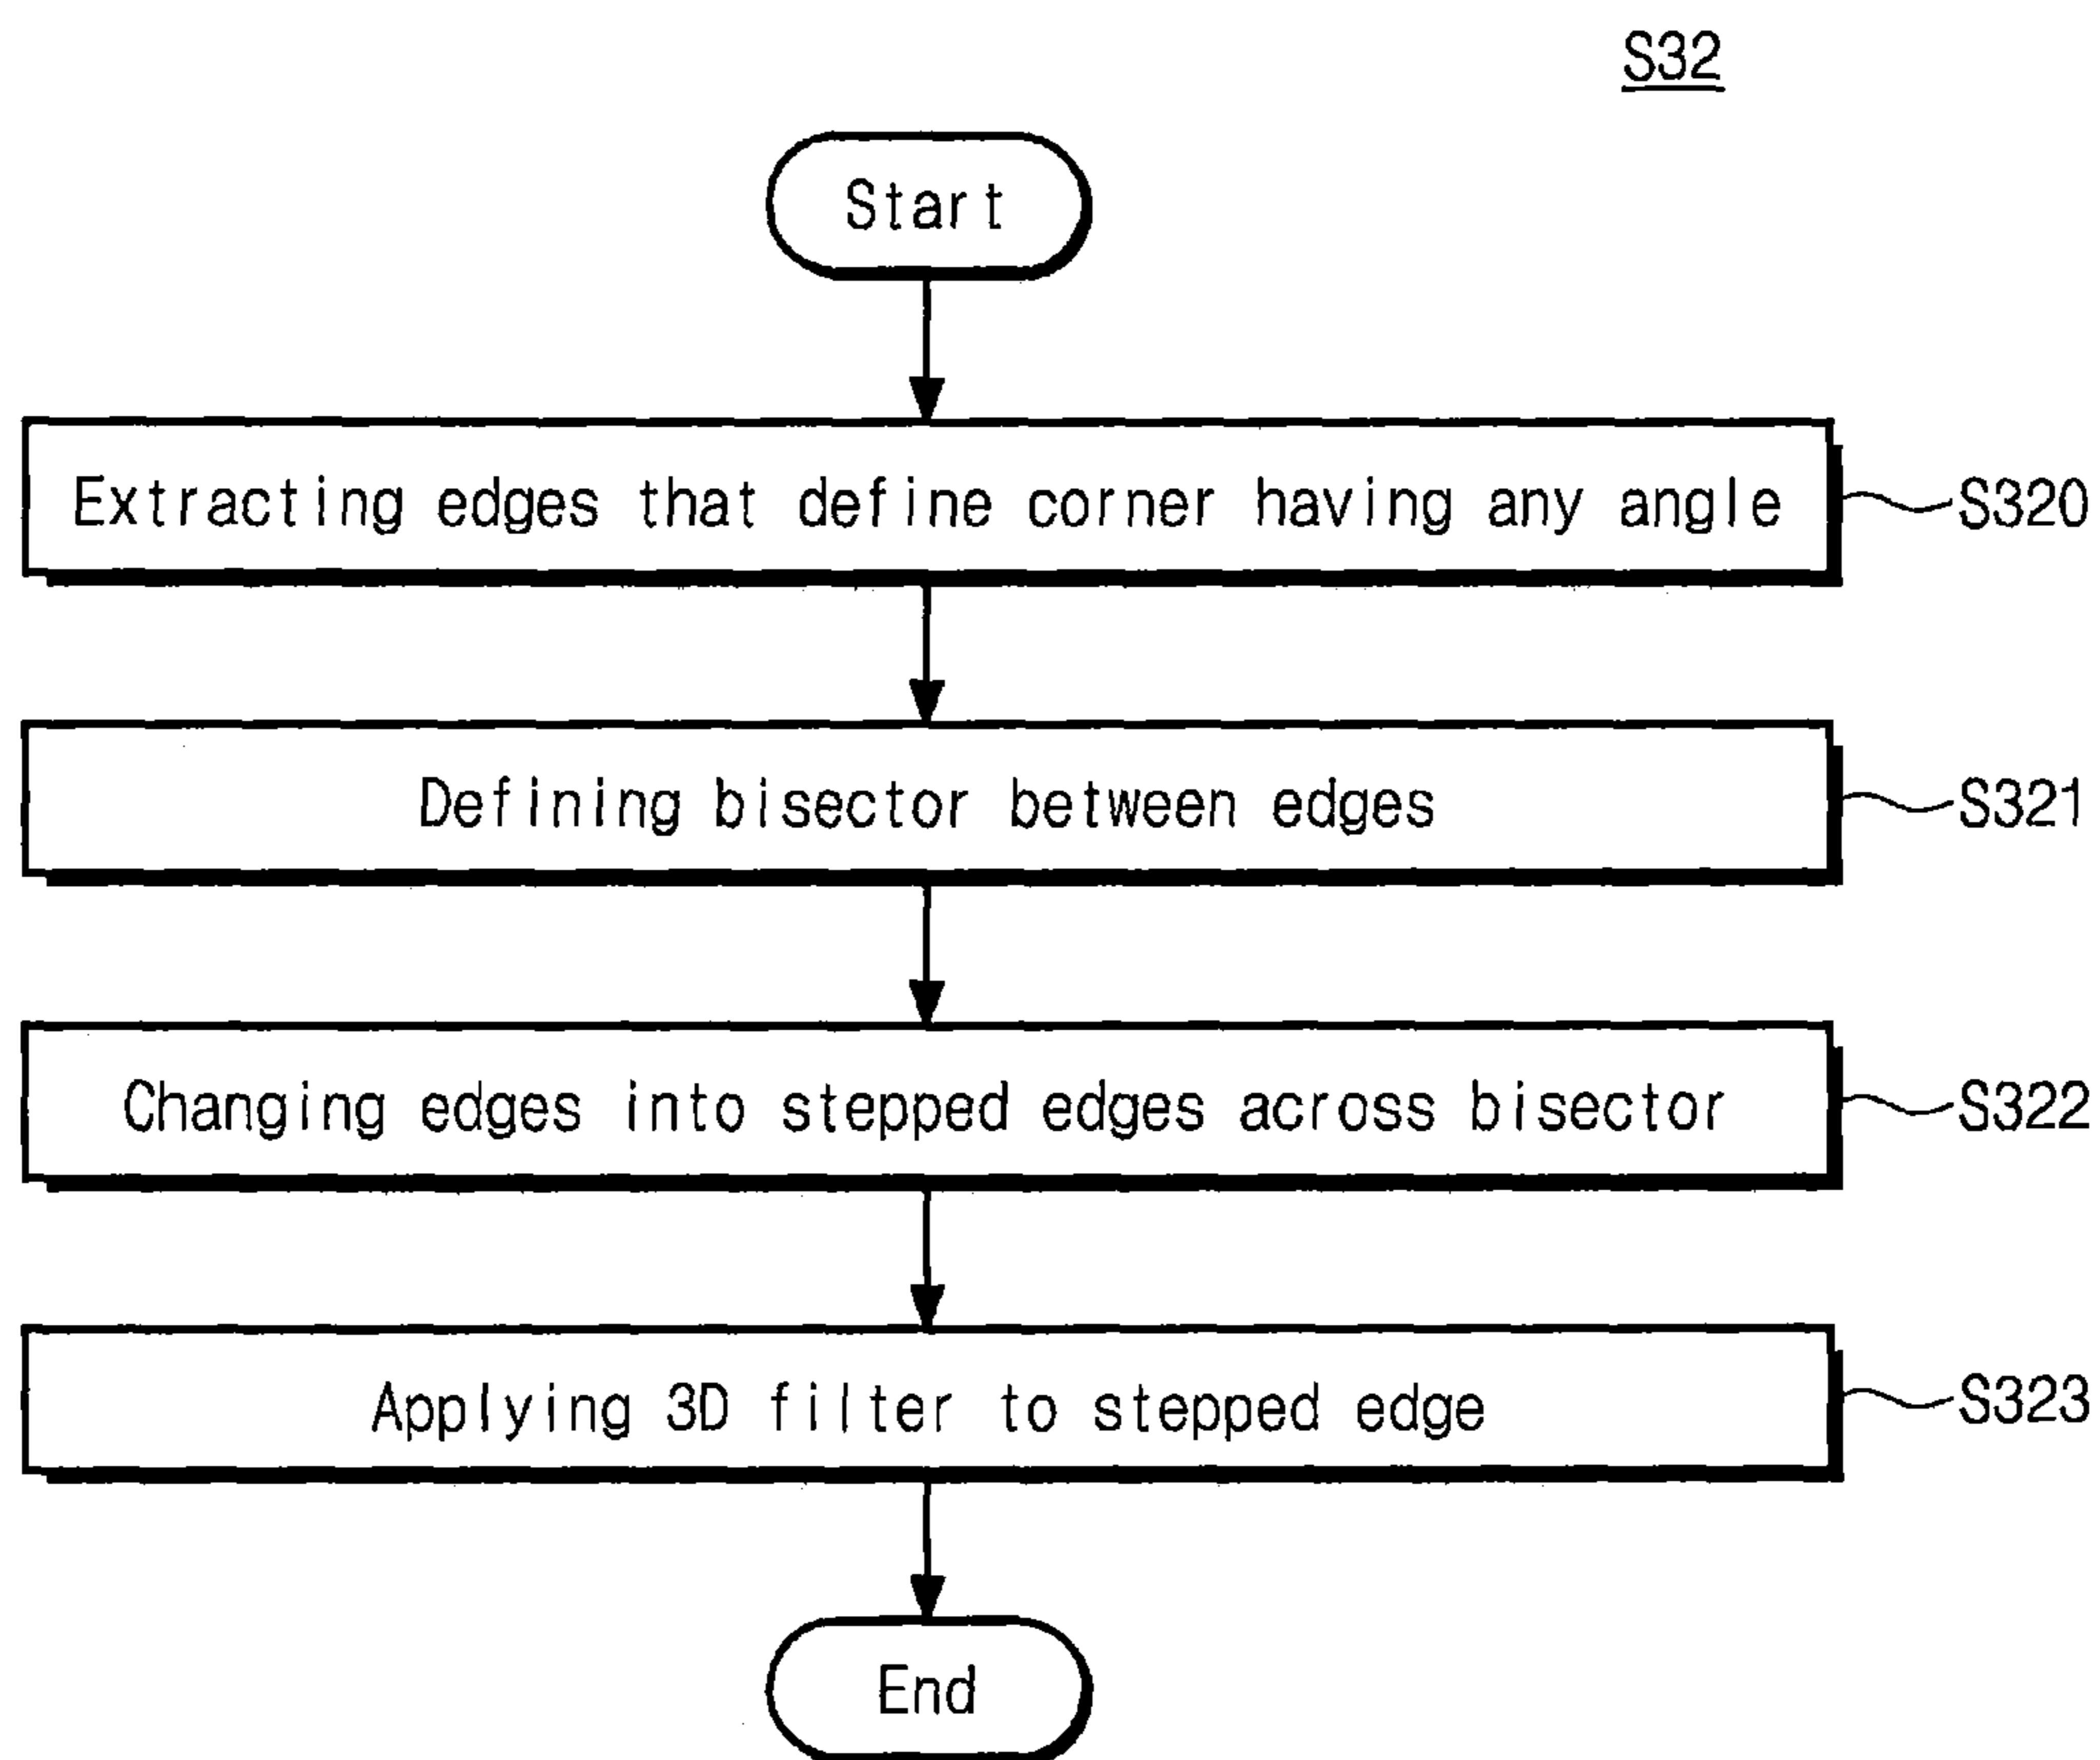 S32
Start
Extracting edges that define corner having any angle
S320
Defining bisector between edges
S321
Changing edges into stepped edges across bisector
S322
Applying 3D filter to stepped edge
S323
End